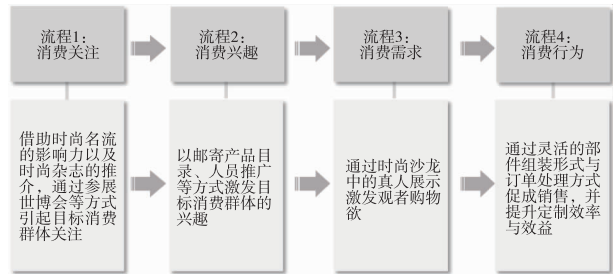 流程1：
消费关注
流程2：
消费兴趣
流程3：
消费需求
流程4：
消费行为
借助时尚名流
的影响力以及
时尚杂志的推
介，通过参展
世博会等方式
引起目标消费
群体关注
以邮寄产品目
录、人员推广
等方式激发目
标消费群体的
兴趣
通过时尚沙龙
中的真人展示
激发观者购物
欲
通过灵活的部
件组装形式与
订单处理方式
促成销售，并
提升定制效率
与效益